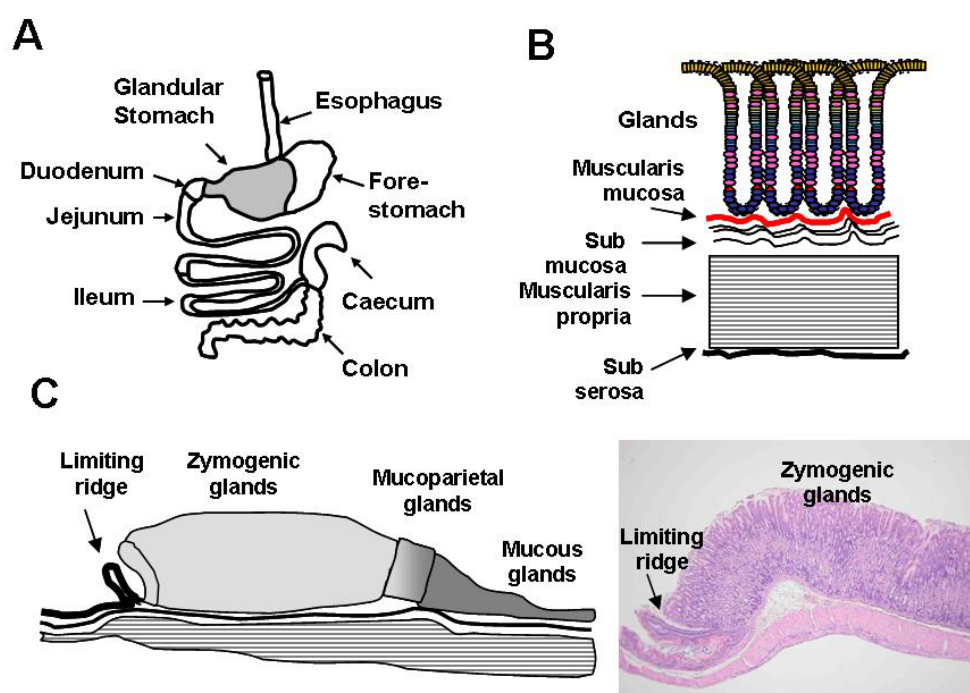 A
Glandular
Stomach
Esophagus
Duodenum
Jejunum
Fore-
stomach
Ileum
Caecum
Colon
B
Glands
Muscularis
mucosa
Sub
mucosa
Muscularis
propria
Sub
serosa
C
Limiting
ridge
Zymogenic
glands
Mucoparietal
glands
Mucous
glands
Zymogenic
glands
Limiting
ridge